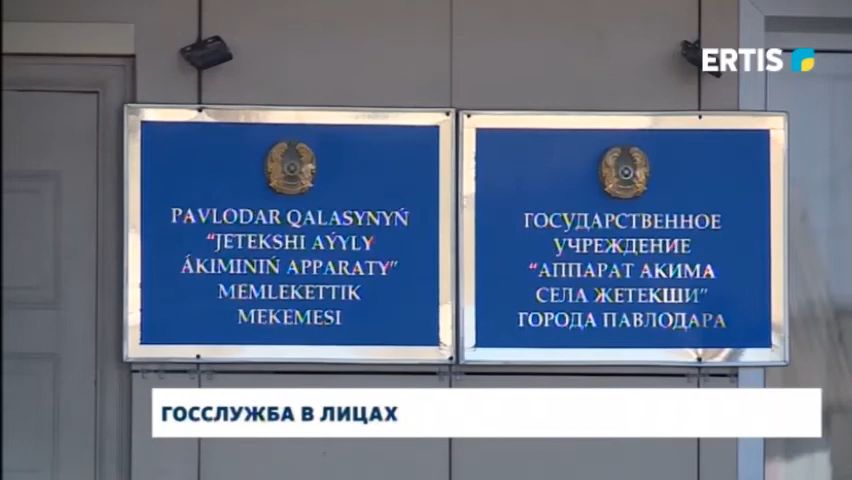 ERTIS
PAVLODAR QALASYNYŃ
“JETEKSHI AÝYLY
ÁKIMINIŃ APPARATY”
MEMLEKETTIK
MEKEMESI
ГОСУДАРСТВЕННОЕ
УЧРЕЖДЕНИЕ
“АППАРАТ АКИМА
СЕЛА ЖЕТЕКШИ”
ГОРОДА ПАВЛОДАРА
ГОССЛУЖБА В ЛИЦАХ